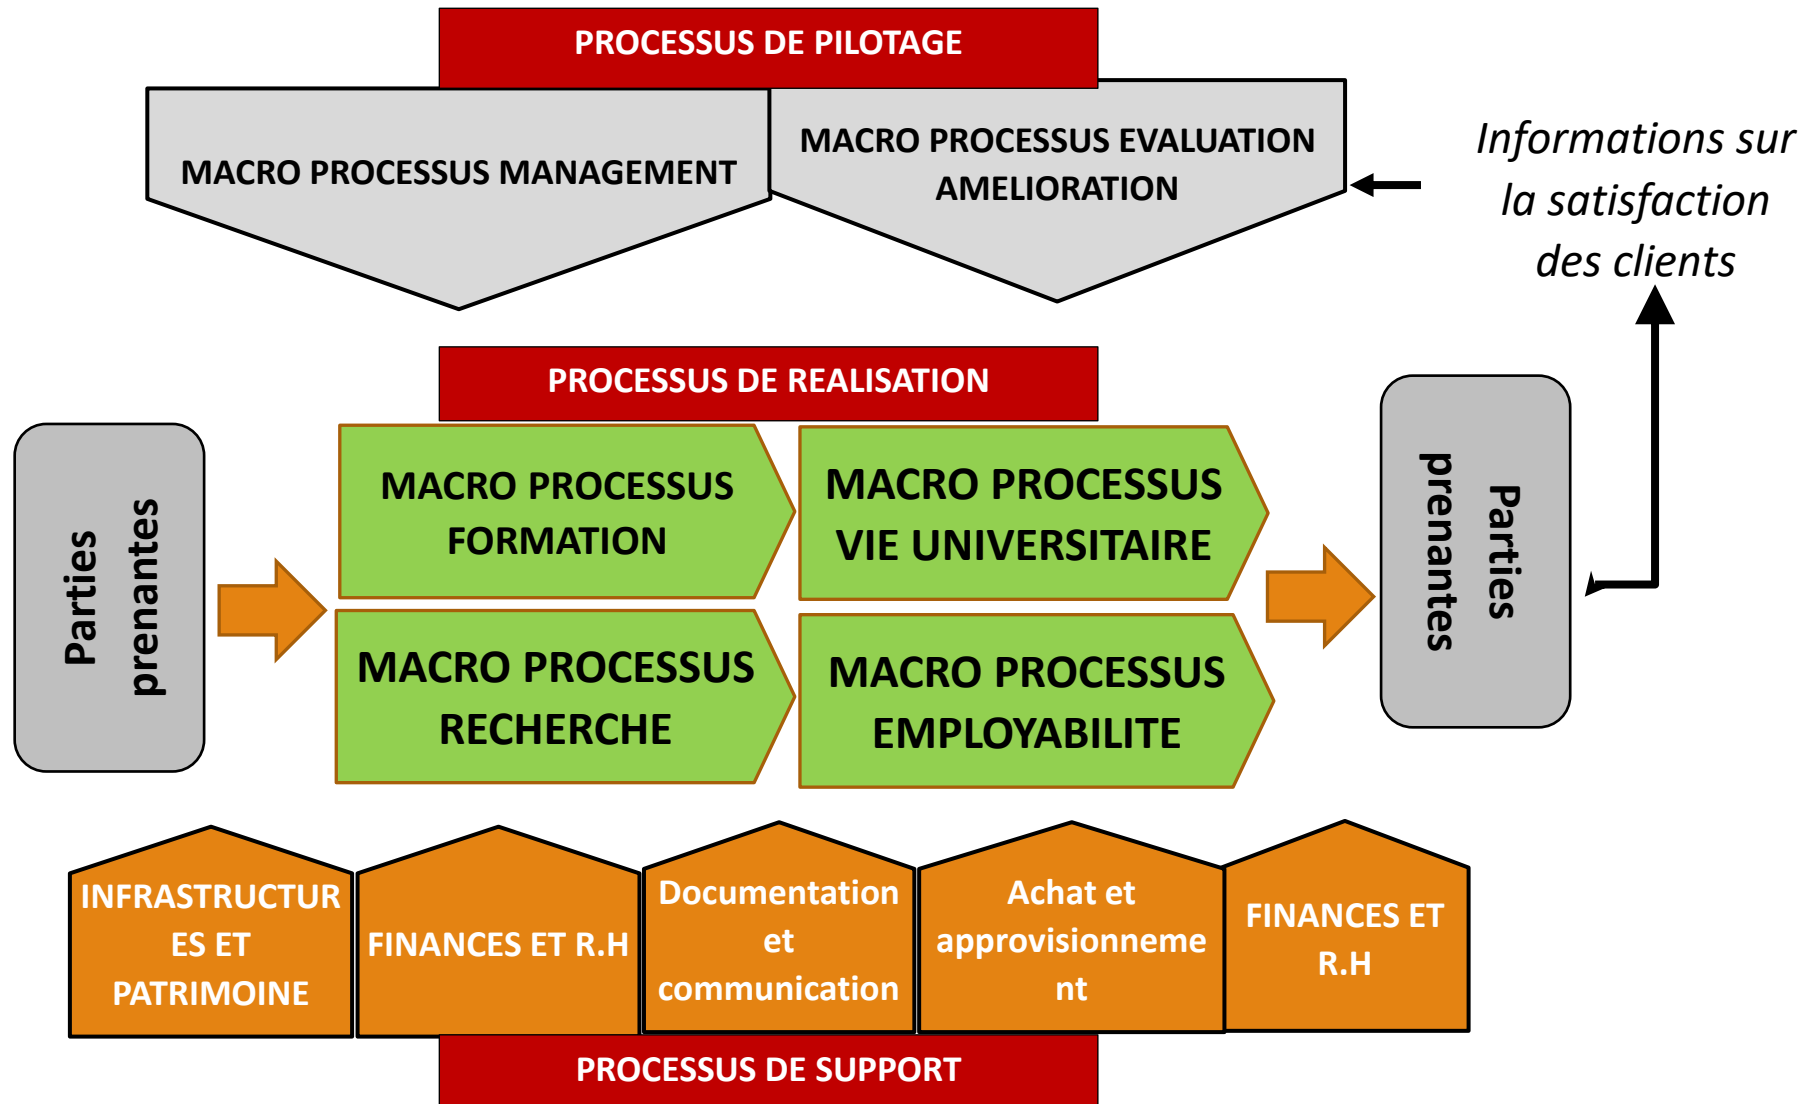 PROCESSUS DE PILOTAGE
MACRO PROCESSUS MANAGEMENT
MACRO PROCESSUS EVALUATION
AMELIORATION
Informations sur
la satisfaction
des clients
PROCESSUS DE REALISATION
Parties
prenantes
MACRO PROCESSUS
FORMATION
MACRO PROCESSUS
VIE UNIVERSITAIRE
MACRO PROCESSUS
RECHERCHE
MACRO PROCESSUS
EMPLOYABILITE
Parties
prenantes
INFRASTRUCTUR
ES ET
PATRIMOINE
FINANCES ET R.H
Documentation
et
communication
Achat et
approvisionneme
nt
FINANCES ET
R.H
PROCESSUS DE SUPPORT